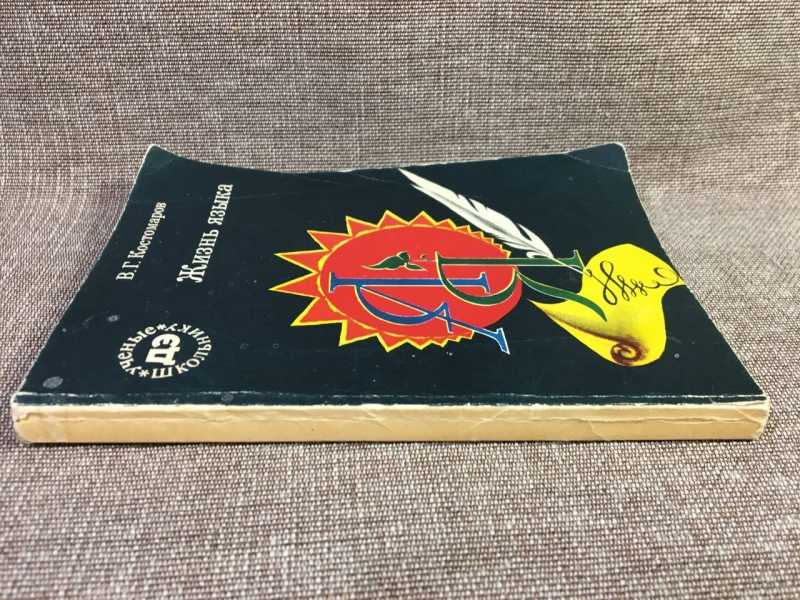 В.Г. Костомаров
Жизнь языка
*Ученые*
*Школьнику*
ДЭ